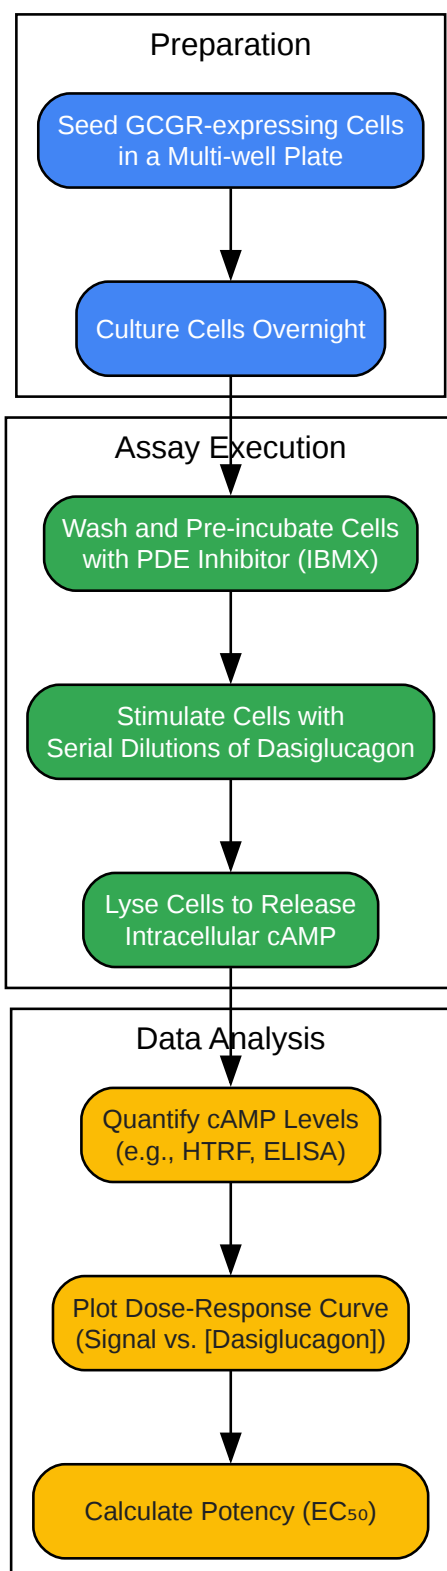 Preparation
Seed GCGR-expressing Cells
in a Multi-well Plate
Culture Cells Overnight
Assay Execution
Wash and Pre-incubate Cells
with PDE Inhibitor (IBMX)
Stimulate Cells with
Serial Dilutions of Dasiglucagon
Lyse Cells to Release
Intracellular cAMP
Data Analysis
Quantify cAMP Levels
(e.g., HTRF, ELISA)
Plot Dose-Response Curve
(Signal vs. [Dasiglucagon])
Calculate Potency (EC₅₀)